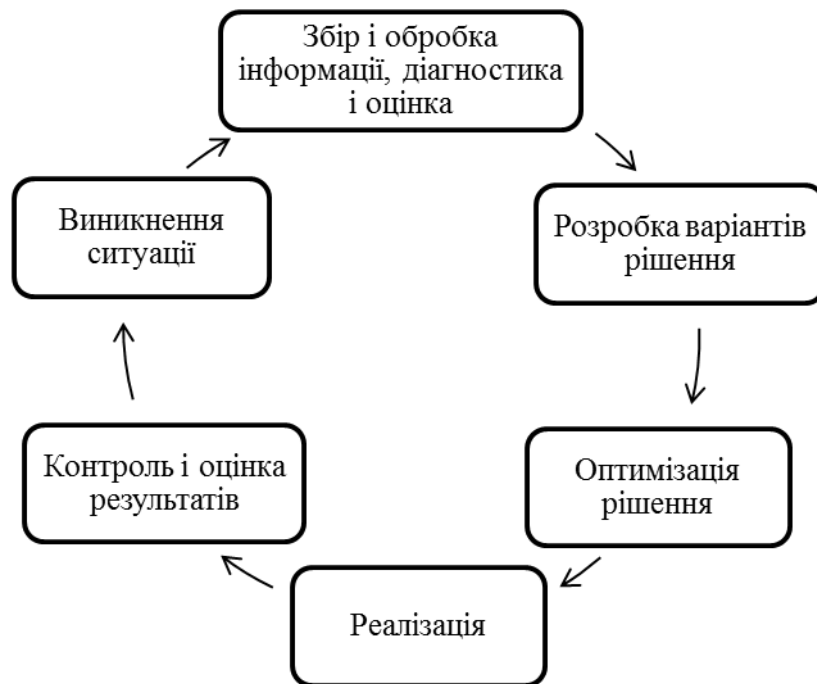 Збір і обробка
інформації, діагностика
і оцінка
Розробка варіантів
рішення
Оптимізація
рішення
Реалізація
Контроль і оцінка
результатів
Виникнення
ситуації